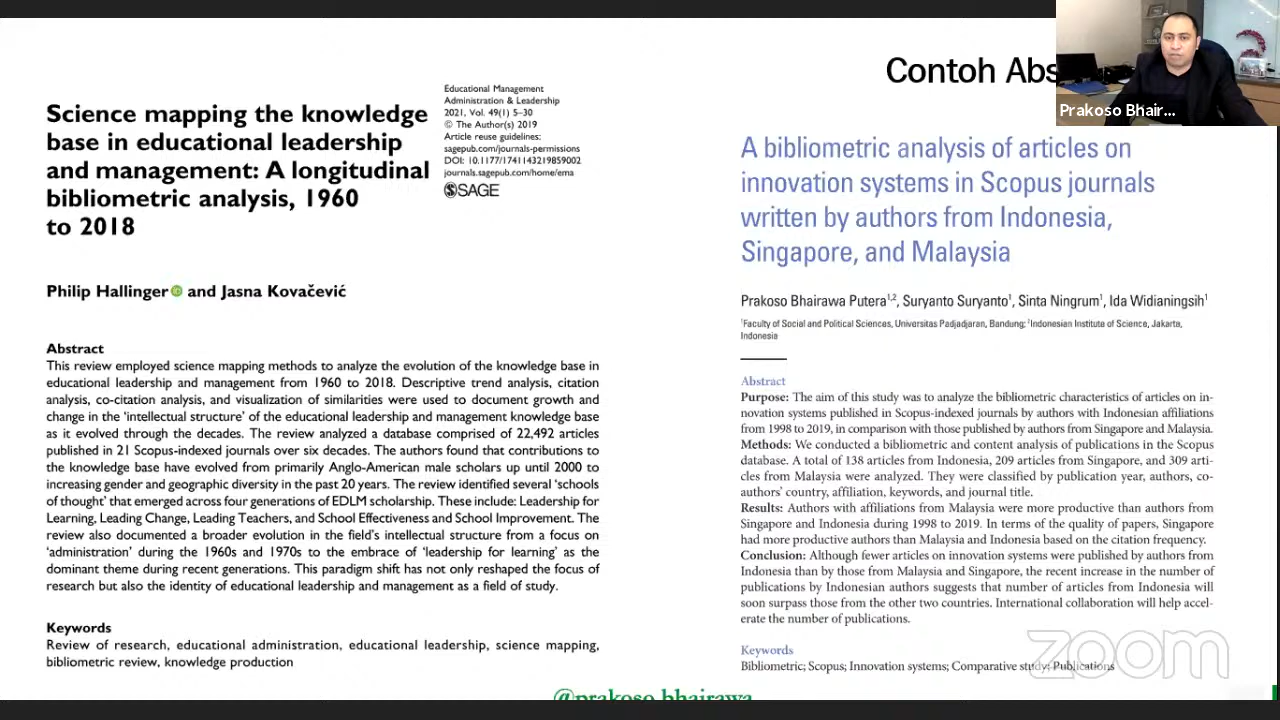 Science mapping the knowledge
base in educational leadership
and management: A longitudinal
bibliometric analysis, 1960
to 2018
Educational Management
Administration & Leadership
2021, Vol. 49(1) 5–30
© The Author(s) 2019
Article reuse guidelines:
sagepub.com/journals-permissions
DOI: 10.1177/1741143219859002
journals.sagepub.com/home/ema
SAGE
Philip Hallinger and Jasna Kovačević
Abstract
This review employed science mapping methods to analyze the evolution of the knowledge base in
educational leadership and management from 1960 to 2018. Descriptive trend analysis, citation
analysis, co-citation analysis, and visualization of similarities were used to document growth and
change in the ‘intellectual structure’ of the educational leadership and management knowledge base
as it evolved through the decades. The review analyzed a database comprised of 22,492 articles
published in 21 Scopus-indexed journals over six decades. The authors found that contributions to
the knowledge base have evolved from primarily Anglo-American male scholars up until 2000 to
increasing gender and geographic diversity in the past 20 years. The review identified several ‘schools
of thought’ that emerged across four generations of EDLM scholarship. These include: Leadership for
Learning, Leading Change, Leading Teachers, and School Effectiveness and School Improvement. The
review also documented a broader evolution in the field’s intellectual structure from a focus on
‘administration’ during the 1960s and 1970s to the embrace of ‘leadership for learning’ as the
dominant theme during recent generations. This paradigm shift has not only reshaped the focus of
research but also the identity of educational leadership and management as a field of study.
Keywords
Review of research, educational administration, educational leadership, science mapping,
bibliometric review, knowledge production
Contoh Abs
Prakoso Bhair...
A bibliometric analysis of articles on
innovation systems in Scopus journals
written by authors from Indonesia,
Singapore, and Malaysia
Prakoso Bhairawa Putera1,2, Suryanto Suryanto1, Sinta Ningrum1, Ida Widianingsih1
1Faculty of Social and Political Sciences, Universitas Padjadjaran, Bandung; 2Indonesian Institute of Science, Jakarta,
Indonesia
Abstract
Purpose: The aim of this study was to analyze the bibliometric characteristics of articles on in-
novation systems published in Scopus-indexed journals by authors with Indonesian affiliations
from 1998 to 2019, in comparison with those published by authors from Singapore and Malaysia.
Methods: We conducted a bibliometric and content analysis of publications in the Scopus
database. A total of 138 articles from Indonesia, 209 articles from Singapore, and 309 arti-
cles from Malaysia were analyzed. They were classified by publication year, authors, co-
authors’ country, affiliation, keywords, and journal title.
Results: Authors with affiliations from Malaysia were more productive than authors from
Singapore and Indonesia during 1998 to 2019. In terms of the quality of papers, Singapore
had more productive authors than Malaysia and Indonesia based on the citation frequency.
Conclusion: Although fewer articles on innovation systems were published by authors from
Indonesia than by those from Malaysia and Singapore, the recent increase in the number of
publications by Indonesian authors suggests that number of articles from Indonesia will
soon surpass those from the other two countries. International collaboration will help accel-
erate the number of publications.
Keywords
Bibliometric; Scopus; Innovation systems; Comparative study; Publications
zoom
@prakoso.bhairawa